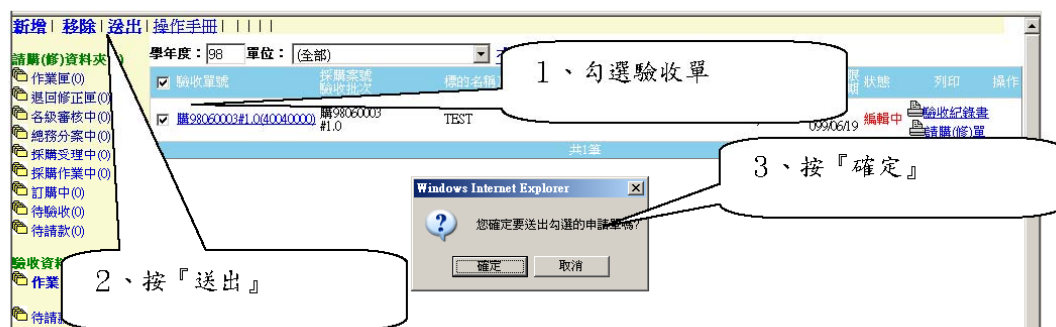 新增| 移除|送出|操作手冊| | | | |
請購(修)資料夾
學年度：98 單位： (全部)
作業匣(0)
退回修正匣(0)
各級審核中(0)
總務分案中(0)
採購受理中(0)
採購作業中(0)
訂購中(0)
待驗收(0)
待請款(0)
驗收資料
作業
待請
驗收單號 採購案號 標的名稱 狀態 列印 操作
驗收批次
購98060003#1.0(40040000) 購98060003 TEST 099/06/19 編輯中 驗收紀錄書
#1.0 請購(修)單
共1筆
1、勾選驗收單
2、按『送出』
3、按『確定』
Windows Internet Explorer
您確定要送出勾選的申請單嗎?
確定 取消